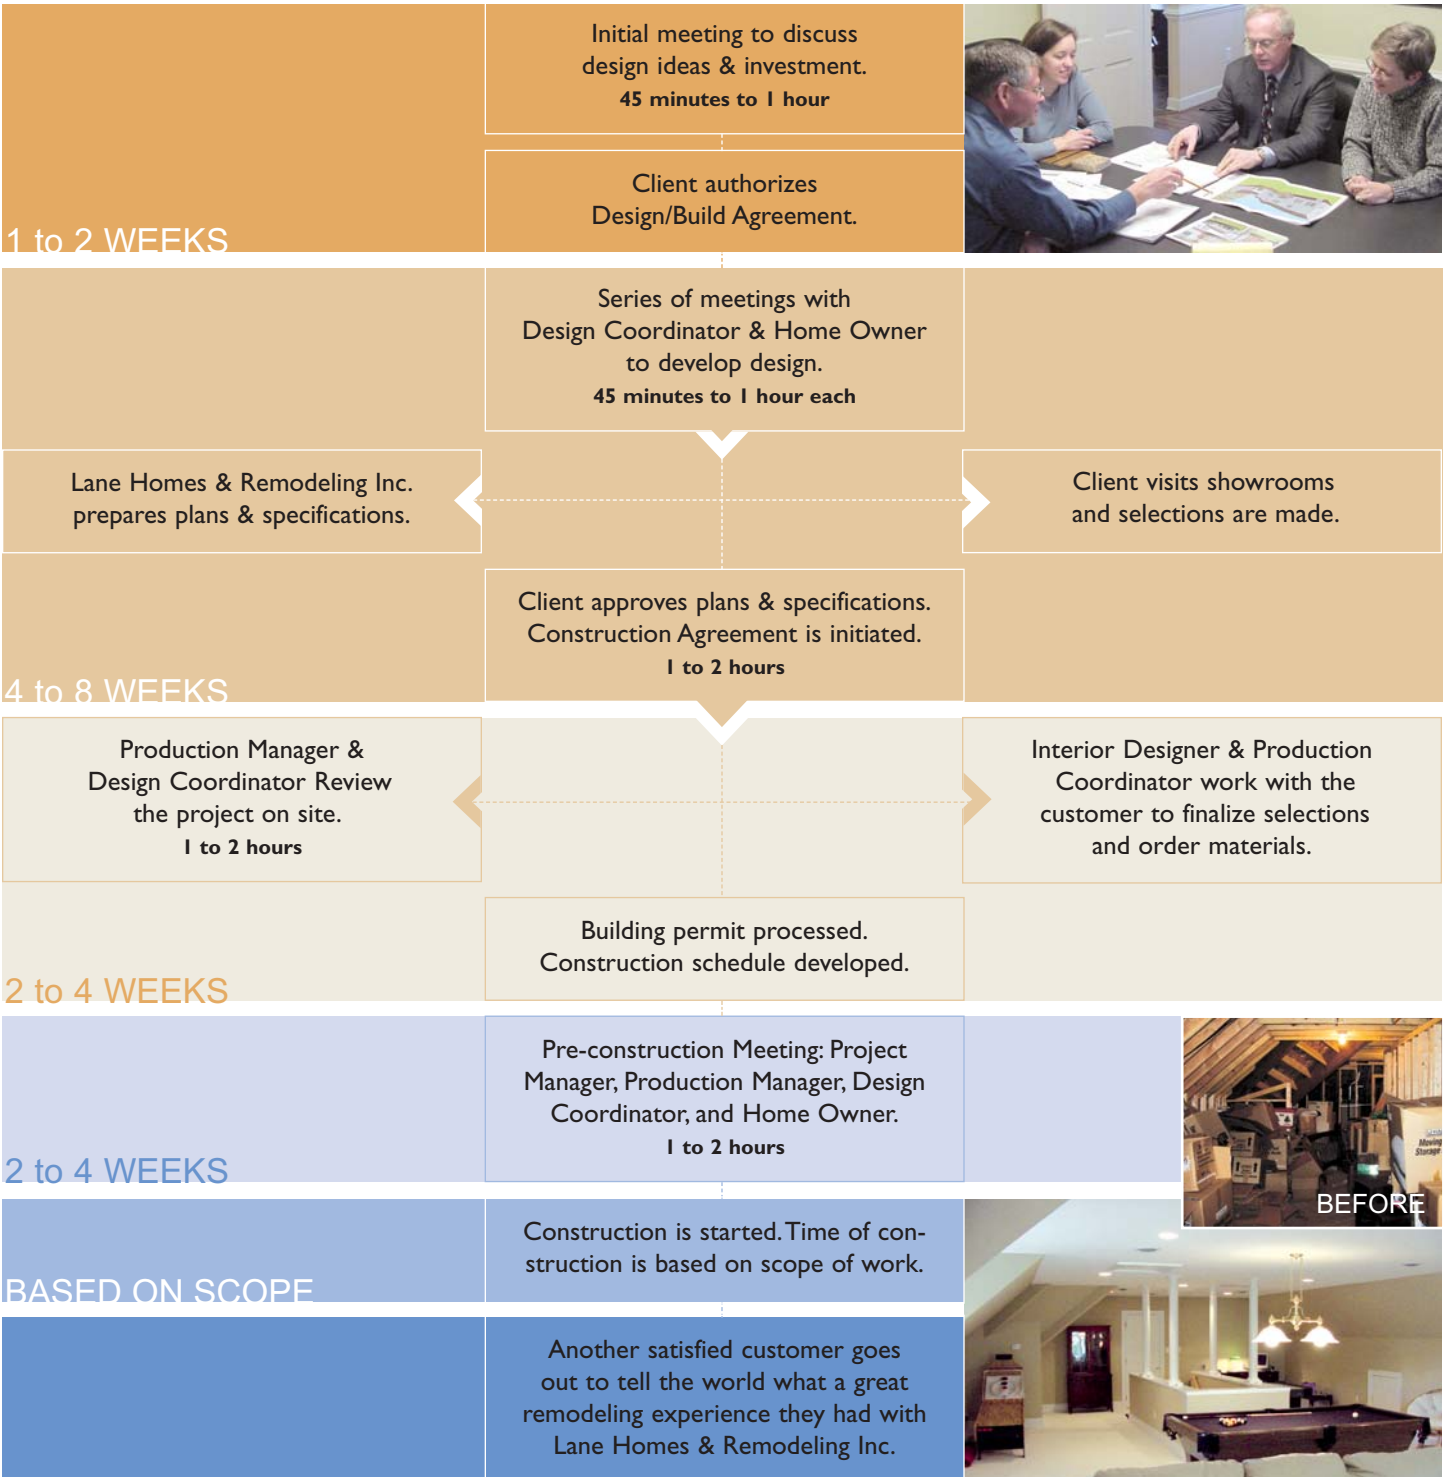 Initial meeting to discuss
design ideas & investment.
45 minutes to 1 hour
Client authorizes
Design/Build Agreement.
1 to 2 WEEKS
Series of meetings with
Design Coordinator & Home Owner
to develop design.
45 minutes to 1 hour each
Lane Homes & Remodeling Inc.
prepares plans & specifications.
Client visits showrooms
and selections are made.
Client approves plans & specifications.
Construction Agreement is initiated.
1 to 2 hours
4 to 8 WEEKS
Production Manager &
Design Coordinator Review
the project on site.
1 to 2 hours
Interior Designer & Production
Coordinator work with the
customer to finalize selections
and order materials.
Building permit processed.
Construction schedule developed.
2 to 4 WEEKS
Pre-construction Meeting: Project
Manager, Production Manager, Design
Coordinator, and Home Owner.
1 to 2 hours
2 to 4 WEEKS
Moving
Storage
BEFORE
Construction is started. Time of con-
struction is based on scope of work.
BASED ON SCOPE
Another satisfied customer goes
out to tell the world what a great
remodeling experience they had with
Lane Homes & Remodeling Inc.